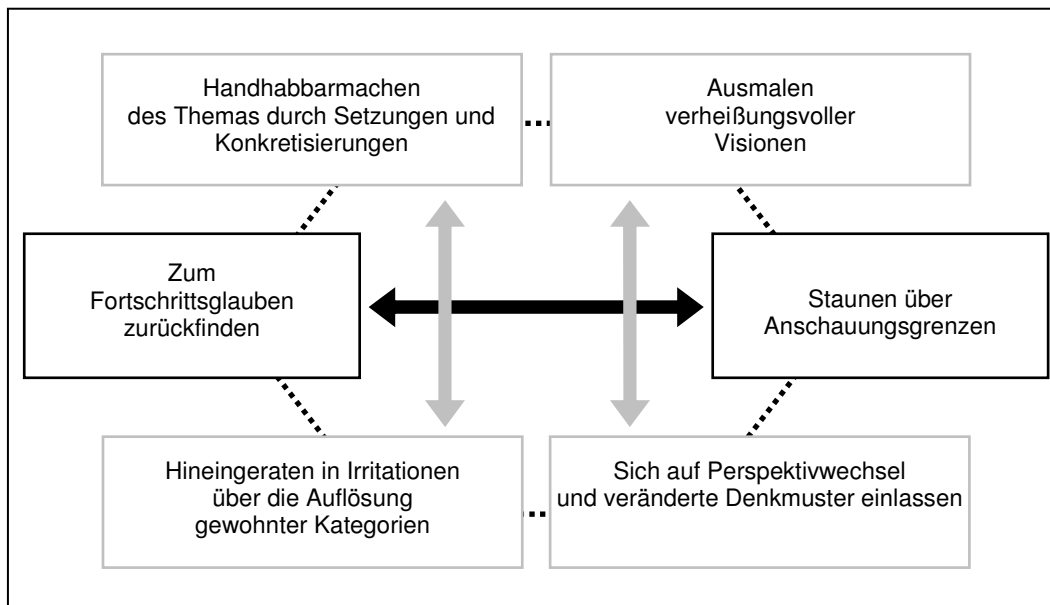 Handhabbarmachen
des Themas durch Setzungen und
Konkretisierungen
Ausmalen
verheißungsvoller
Visionen
Zum
Fortschrittsglauben
zurückfinden
Staunen über
Anschauungsgrenzen
Hineingeraten in Irritationen
über die Auflösung
gewohnter Kategorien
Sich auf Perspektivwechsel
und veränderte Denkmuster einlassen